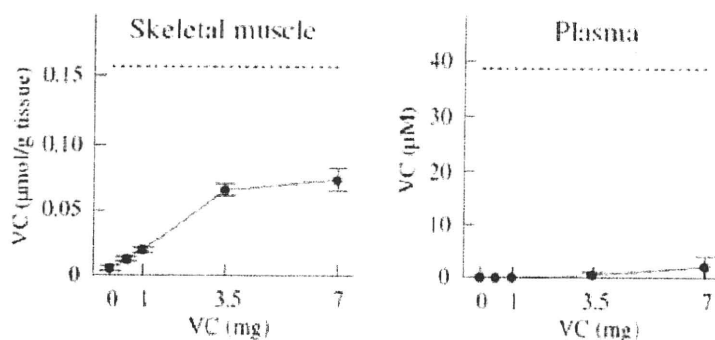 Skeletal muscle
VC (μmol/g tissue)
0.15
0.10
0.05
0
0 1 3.5 7
VC (mg)
Plasma
VC (μM)
40
30
20
10
0
0 1 3.5 7
VC (mg)